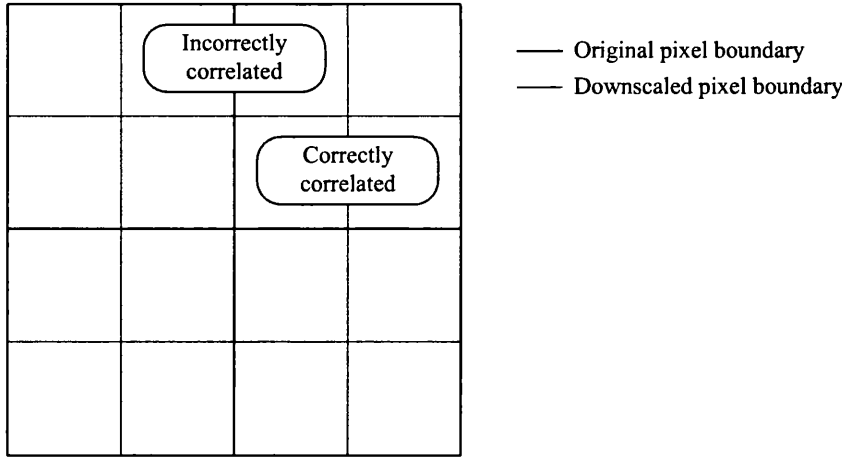 Incorrectly
correlated
Correctly
correlated
Original pixel boundary
Downscaled pixel boundary